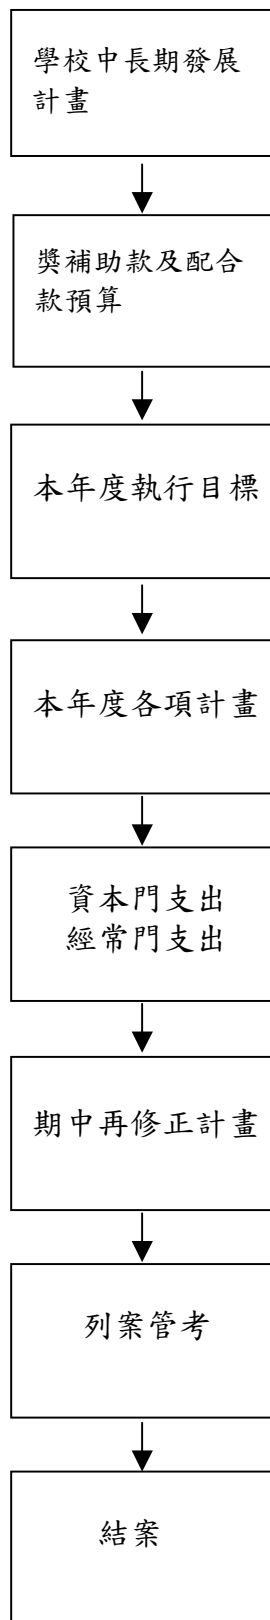 學校中長期發展
計畫
獎補助款及配合
款預算
本年度執行目標
本年度各項計畫
資本門支出
經常門支出
期中再修正計畫
列案管考
結案